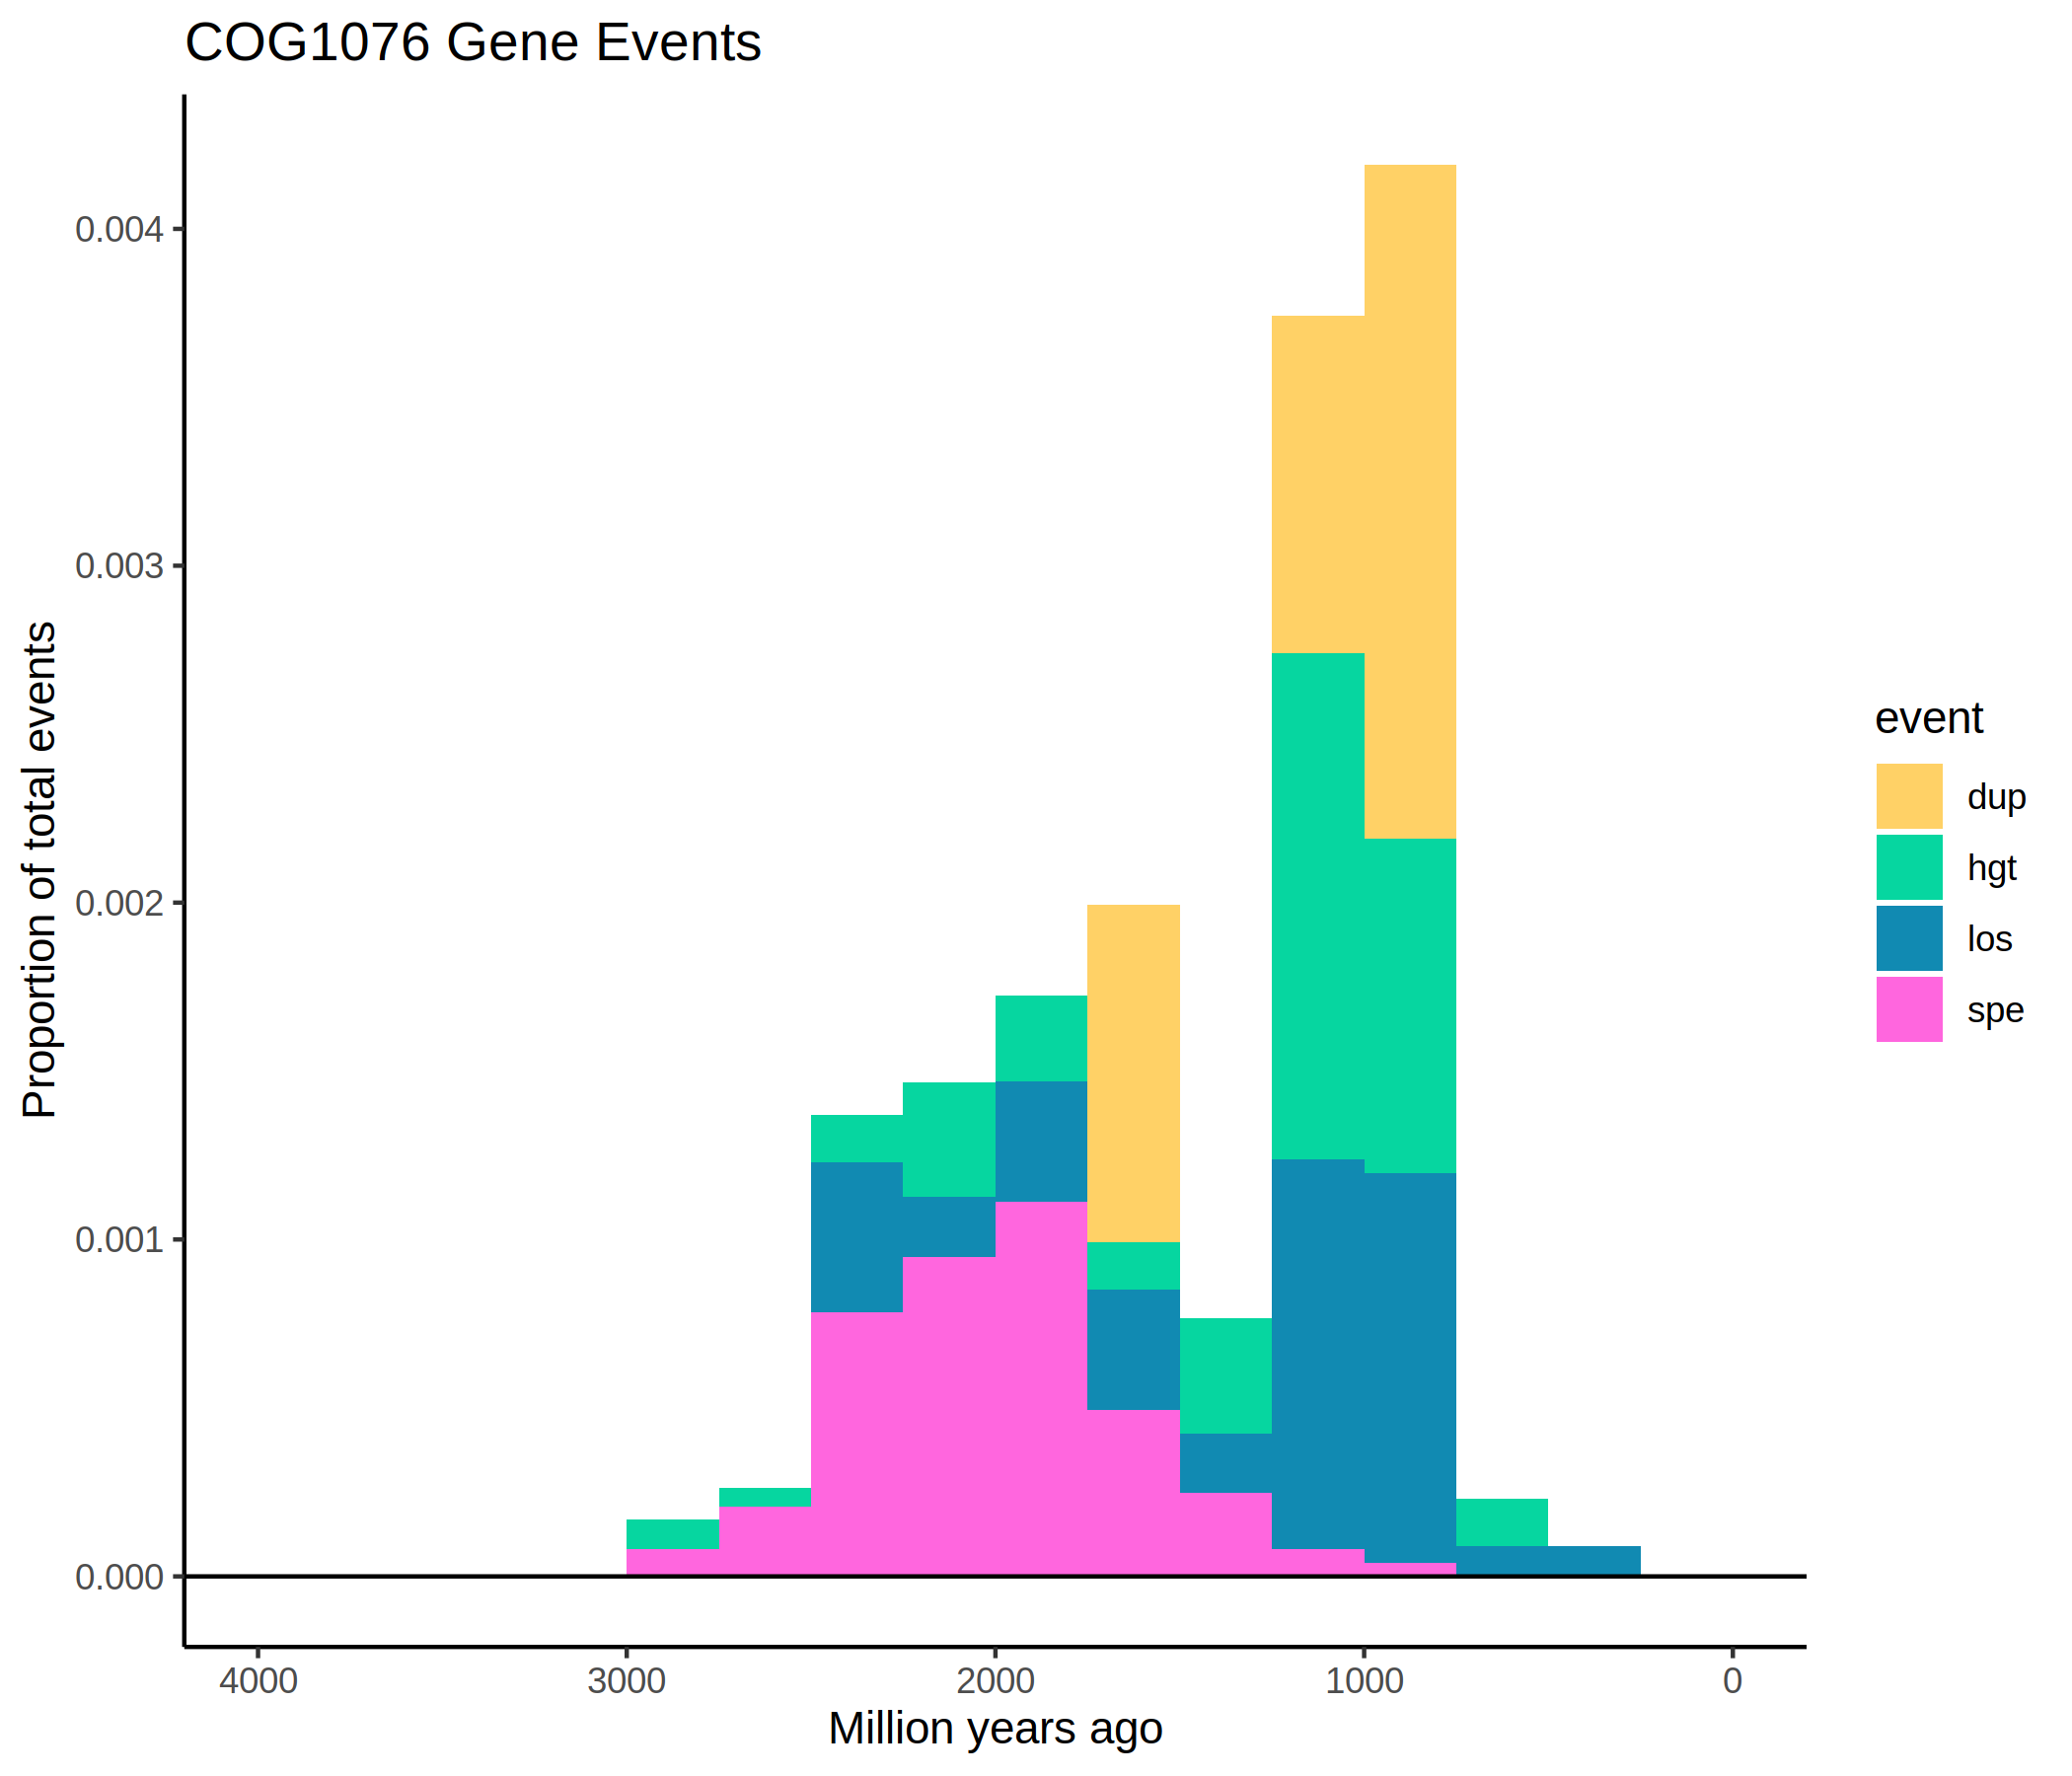 COG1076 Gene Events
Proportion of total events
0.004
0.003
0.002
0.001
0.000
4000 3000 2000 1000 0
Million years ago
event
dup
hgt
los
spe